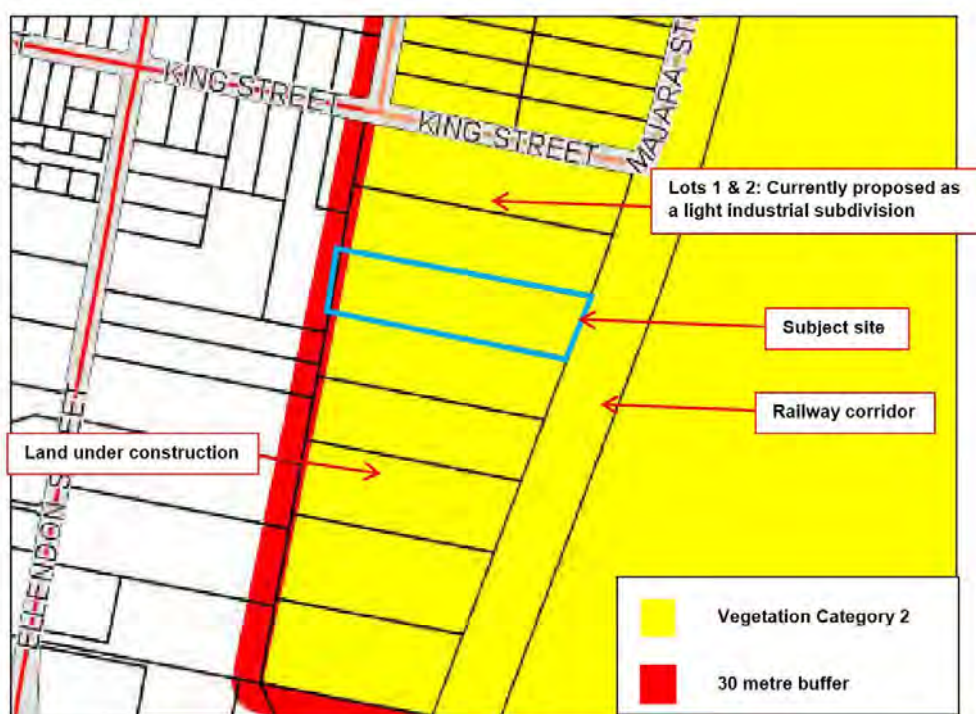 KING STREET
KING STREET
MAJARA ST
Lots 1 & 2: Currently proposed as
a light industrial subdivision
Subject site
Railway corridor
Land under construction
ELLENDON S
Vegetation Category 2
30 metre buffer